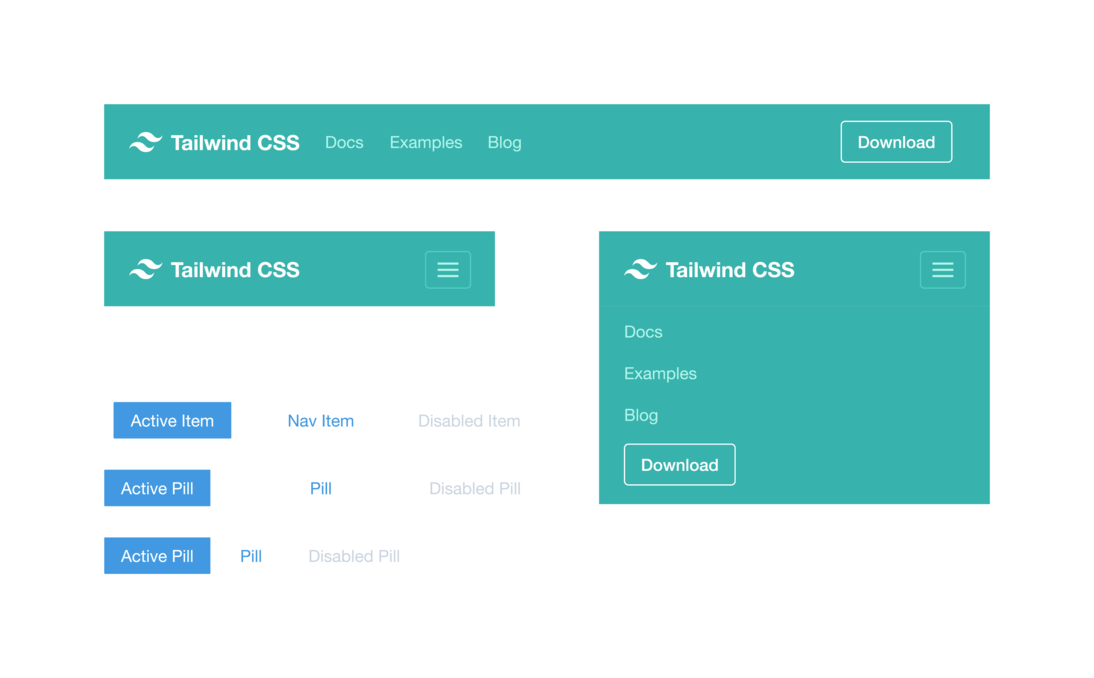 Tailwind CSS Docs Examples Blog Download
Tailwind CSS
Tailwind CSS
Docs
Examples
Blog
Download
Active Item Nav Item Disabled Item
Active Pill Pill Disabled Pill
Active Pill Pill Disabled Pill